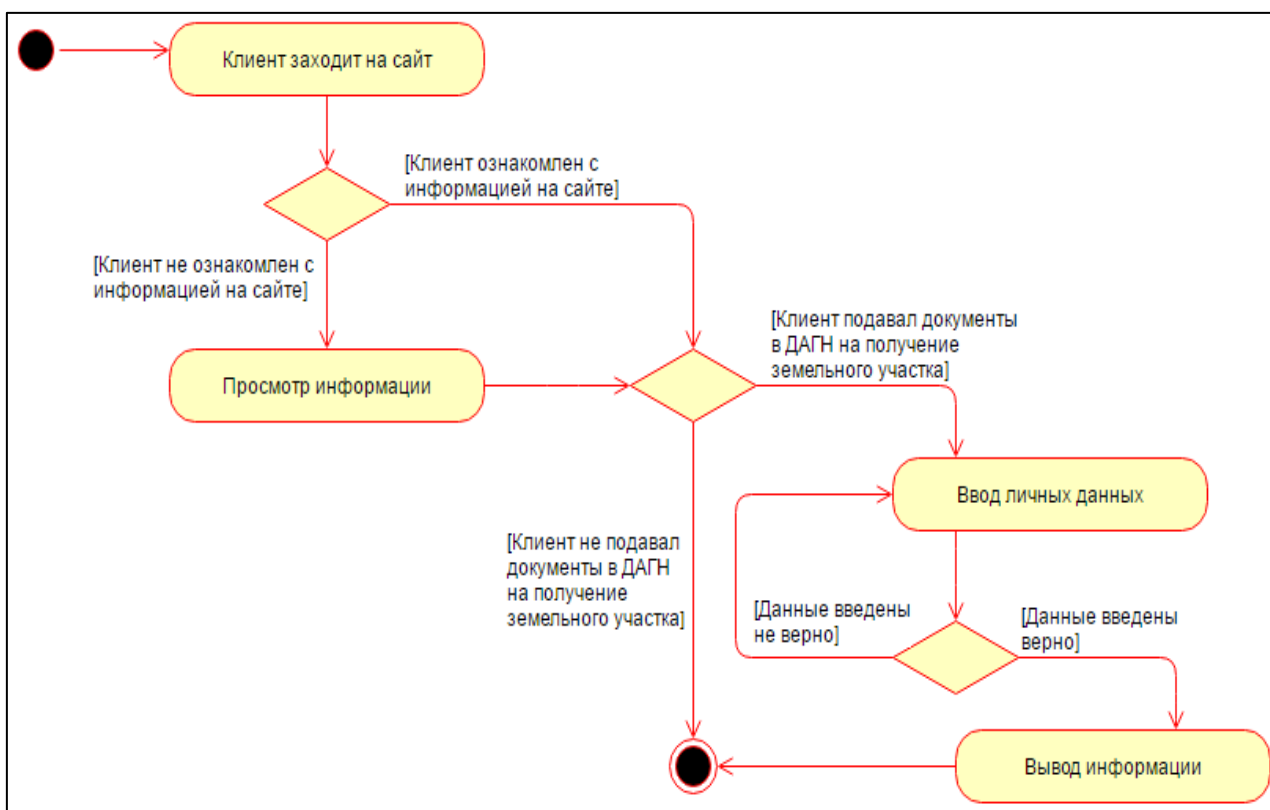 Клиент заходит на сайт
[Клиент ознакомлен с
информацией на сайте]
[Клиент не ознакомлен с
информацией на сайте]
Просмотр информации
[Клиент подавал документы
в ДАГН на получение
земельного участка]
Ввод личных данных
[Клиент не подавал
документы в ДАГН
на получение
земельного участка]
[Данные введены
не верно]
[Данные введены
верно]
Вывод информации